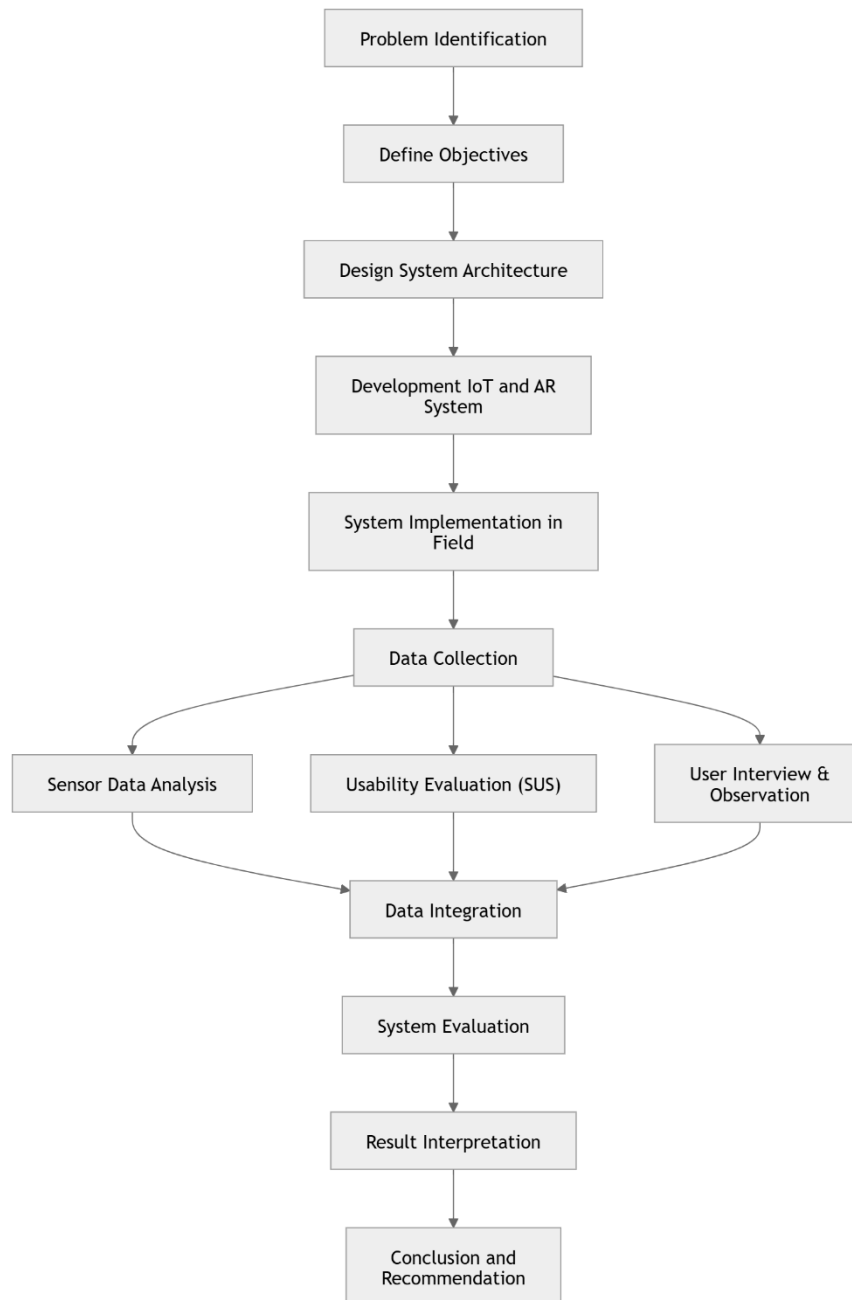 Problem Identification
Define Objectives
Design System Architecture
Development IoT and AR
System
System Implementation in
Field
Data Collection
Sensor Data Analysis
Usability Evaluation (SUS)
User Interview &
Observation
Data Integration
System Evaluation
Result Interpretation
Conclusion and
Recommendation